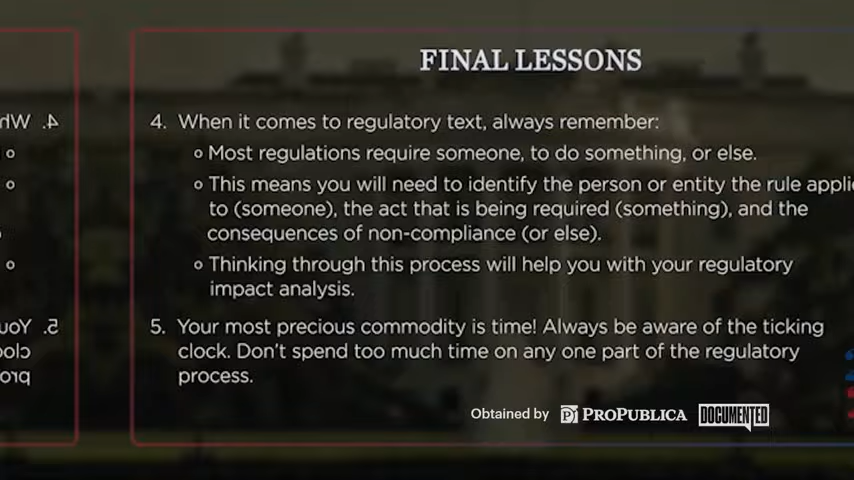 FINAL LESSONS
4. When it comes to regulatory text, always remember:
o Most regulations require someone, to do something, or else.
o This means you will need to identify the person or entity the rule applie
to (someone), the act that is being required (something), and the
consequences of non-compliance (or else).
o Thinking through this process will help you with your regulatory
impact analysis.
5. Your most precious commodity is time! Always be aware of the ticking
clock. Don't spend too much time on any one part of the regulatory
process.
Obtained by PROPUBLICA DOCUMENTED